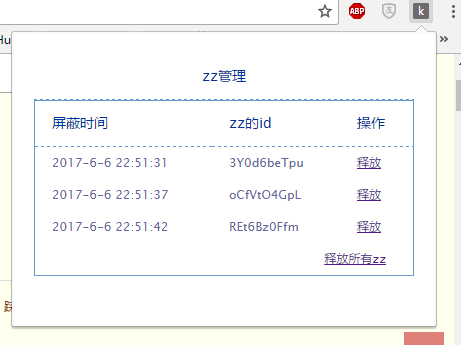 ABP
k
Hu
»
zz管理
屏蔽时间 zz的id 操作
2017-6-6 22:51:31 3Y0d6beTpu 释放
2017-6-6 22:51:37 oCfVtO4GpL 释放
2017-6-6 22:51:42 REt6Bz0Ffm 释放
释放所有zz